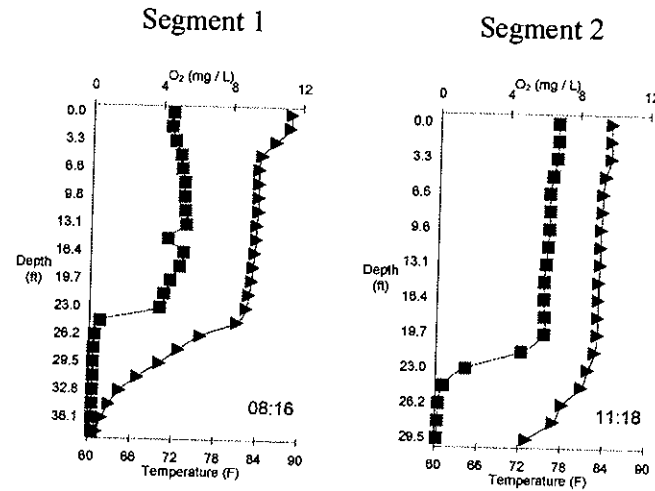 Segment 1
O₂ (mg / L)
0 4 8 12
0.0
3.3
6.6
9.8
13.1
16.4
19.7
23.0
26.2
29.5
32.8
36.1
Depth
(ft)
08:16
60 66 72 78 84 90
Temperature (F)
Segment 2
O₂ (mg / L)
0 4 8 12
0.0
3.3
6.6
9.6
13.1
16.4
19.7
23.0
26.2
29.5
Depth
(ft)
11:18
60 66 72 78 84 90
Temperature (F)